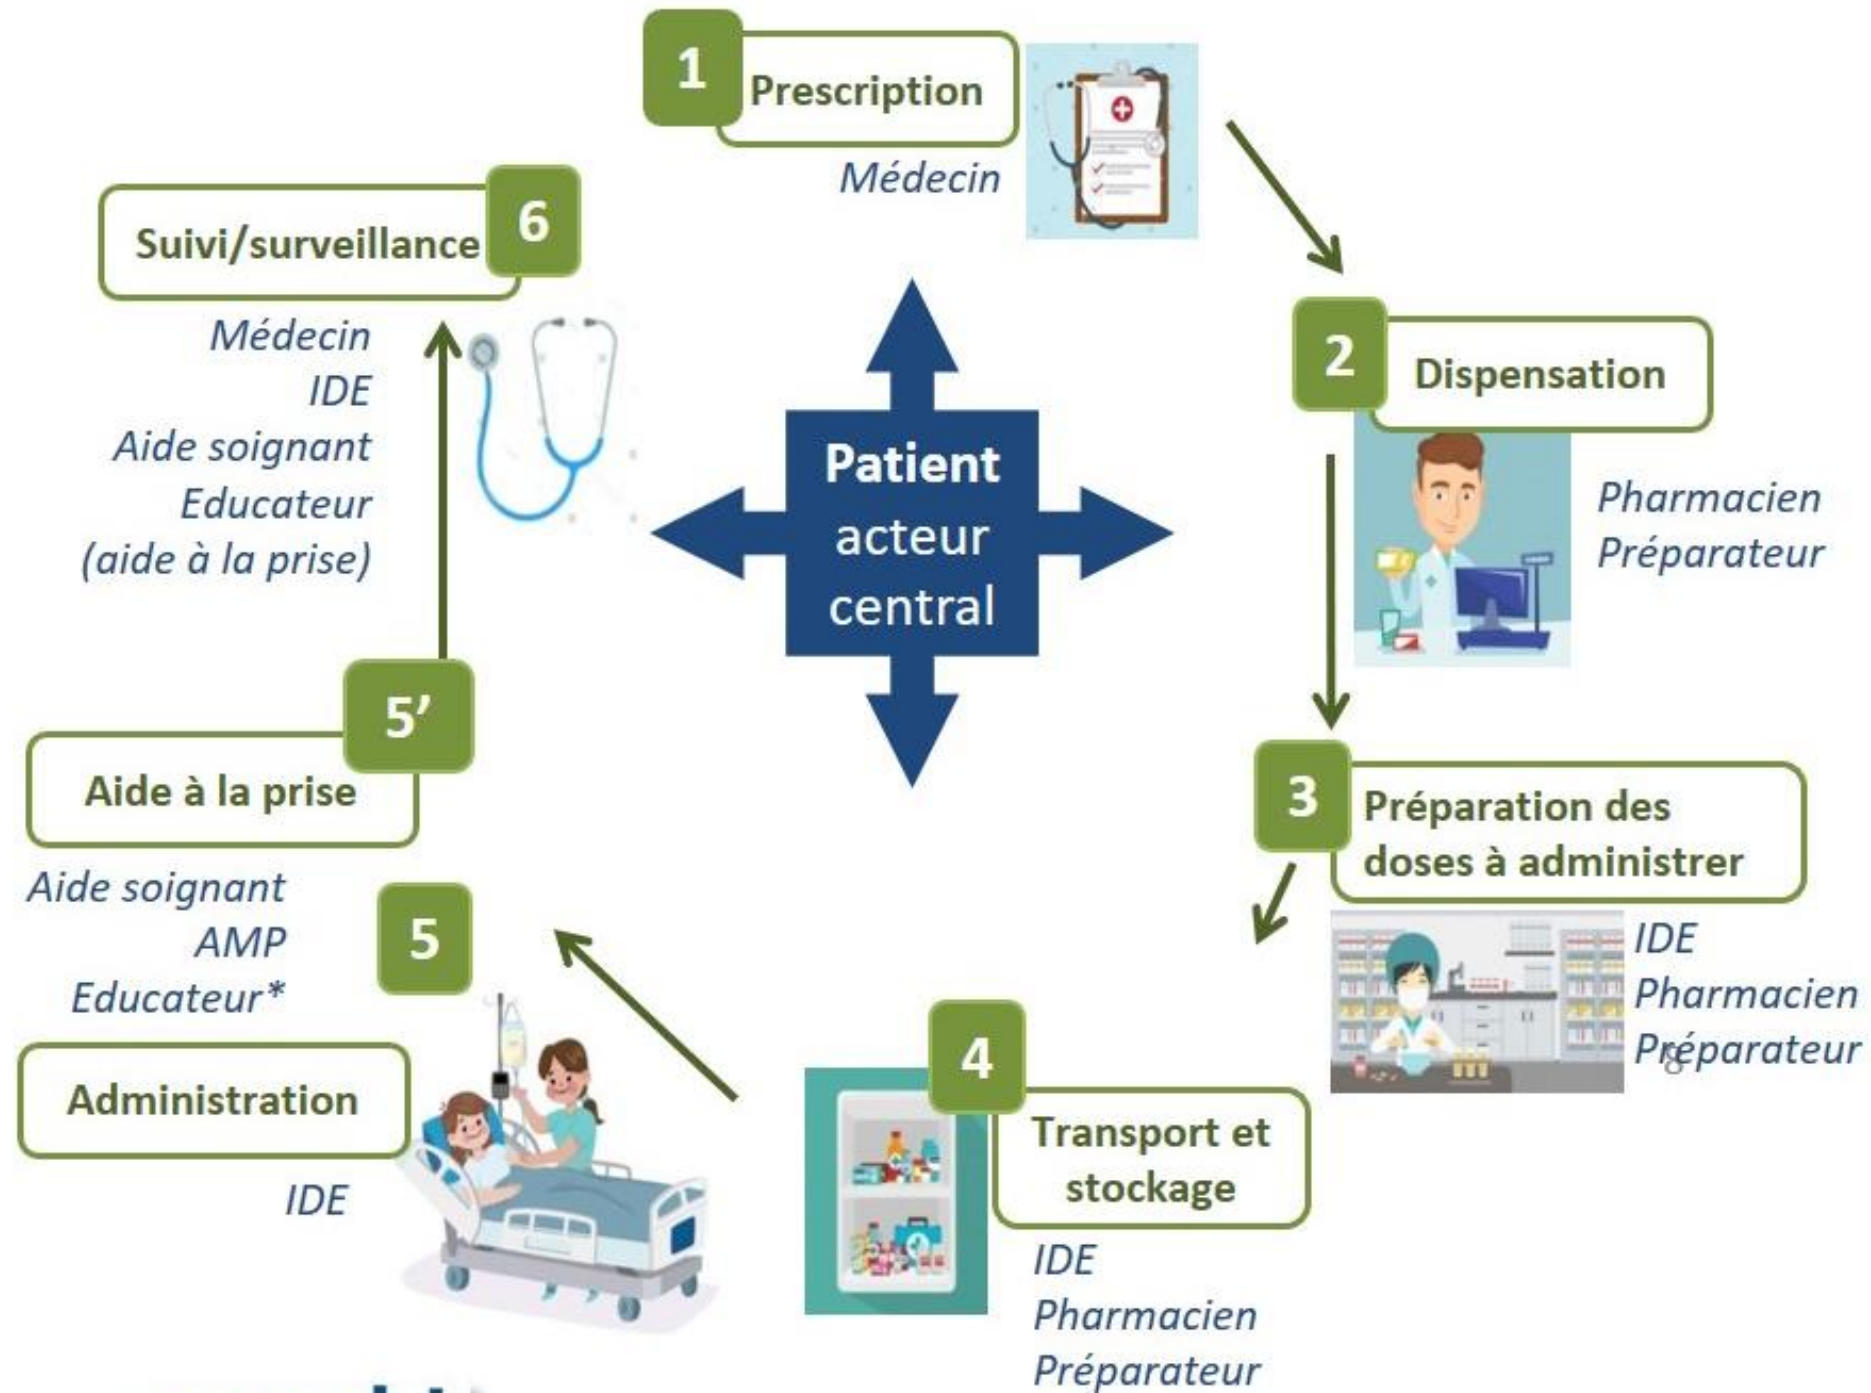 1
Prescription
Médecin
2
Dispensation
Pharmacien
Préparateur
3
Préparation des
doses à administrer
IDE
Pharmacien
Préparateur
8
4
Transport et
stockage
IDE
Pharmacien
Préparateur
5
Administration
IDE
5’
Aide à la prise
Aide soignant
AMP
Educateur*
6
Suivi/surveillance
Médecin
IDE
Aide soignant
Educateur
(aide à la prise)
Patient
acteur
central